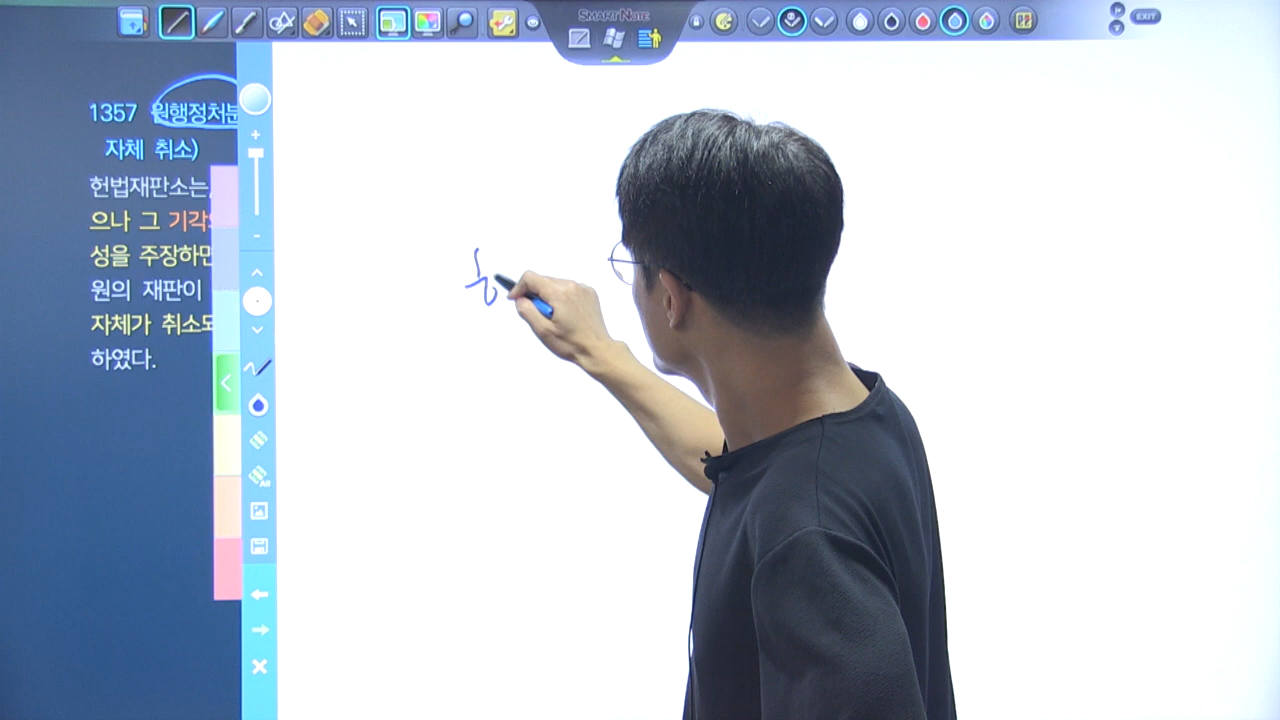 SMARTNOTE
EXIT
1357 원행정처분
자체 취소)
헌법재판소는,
으나 그 기각
성을 주장하면
원의 재판이
자체가 취소되
하였다.
All